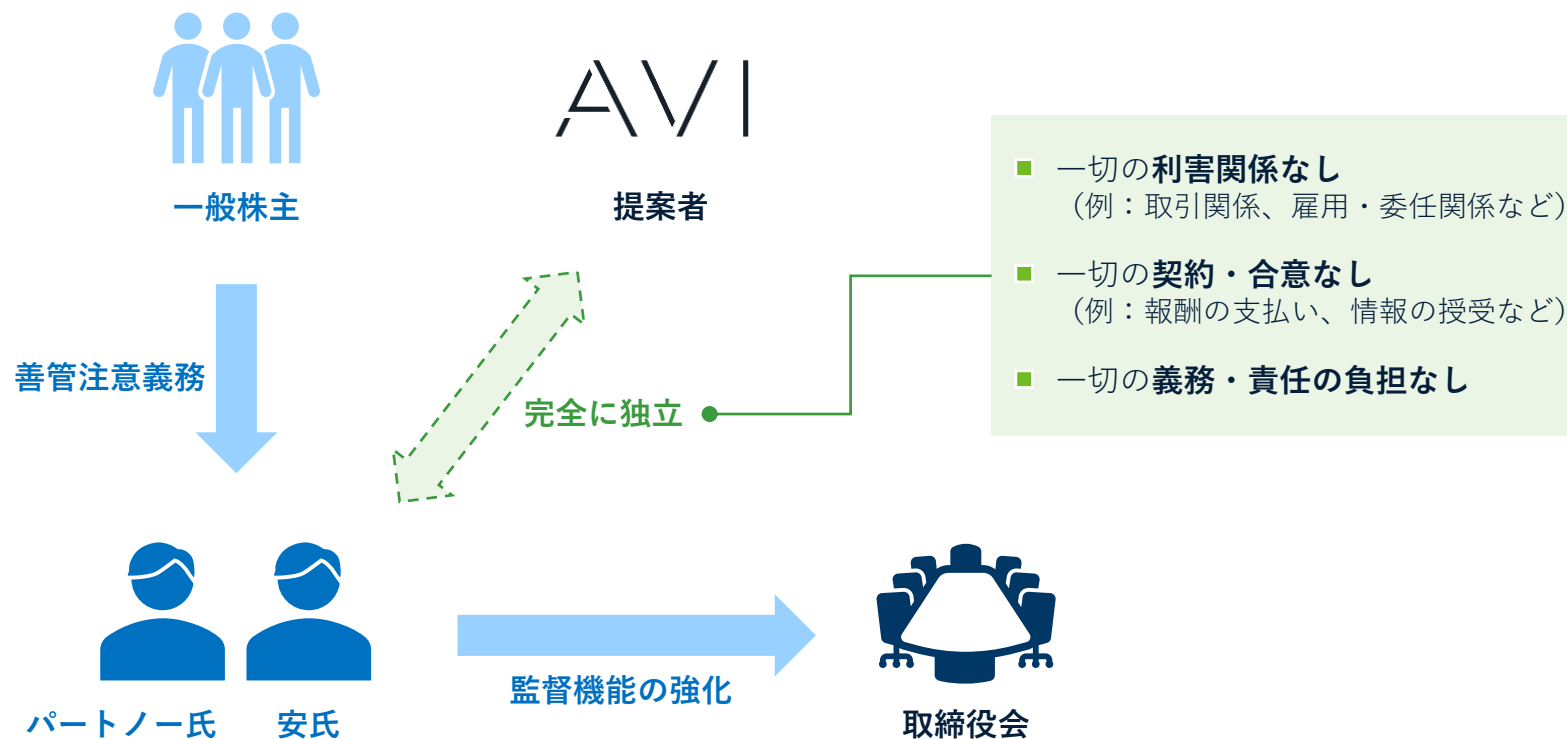 AVI
一般株主
提案者
■ 一切の利害関係なし
（例：取引関係、雇用・委任関係など）
■ 一切の契約・合意なし
（例：報酬の支払い、情報の授受など）
■ 一切の義務・責任の負担なし
善管注意義務
完全に独立
監督機能の強化
パートノー氏
安氏
取締役会